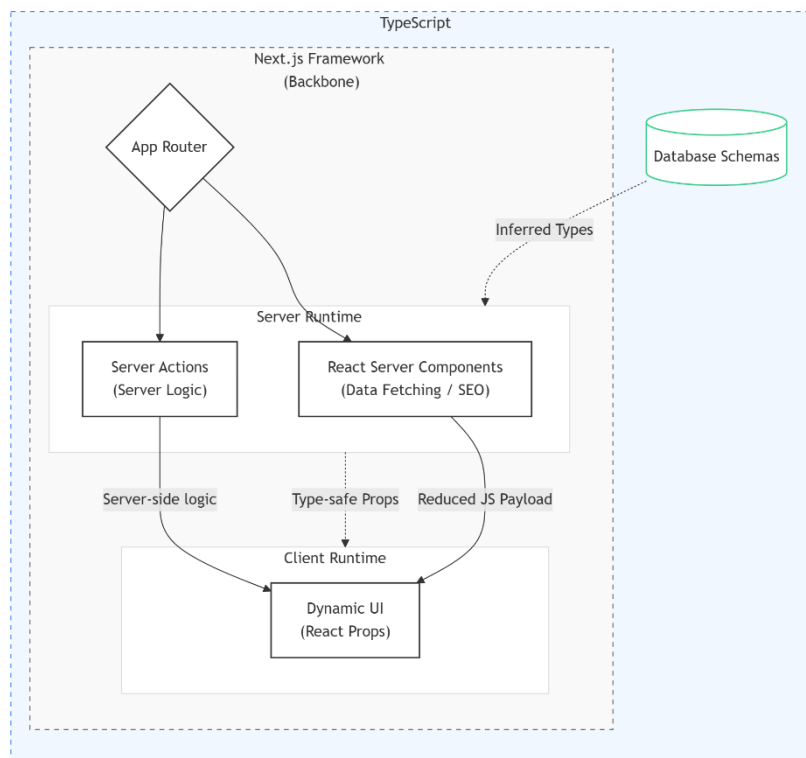 TypeScript
Next.js Framework
(Backbone)
App Router
Database Schemas
Inferred Types
Server Runtime
Server Actions
(Server Logic)
React Server Components
(Data Fetching / SEO)
Server-side logic
Type-safe Props
Reduced JS Payload
Client Runtime
Dynamic UI
(React Props)